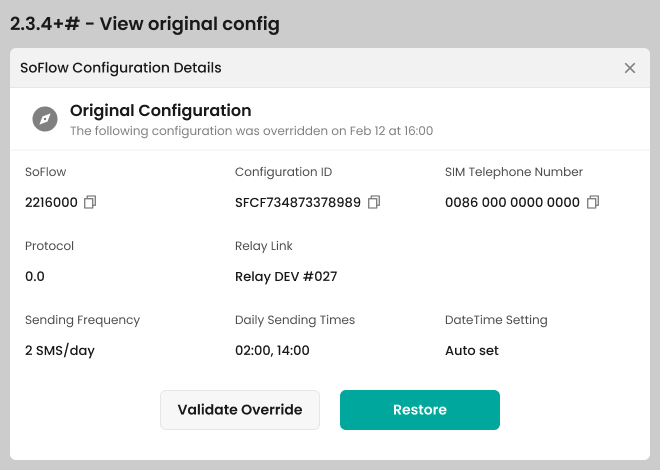 2.3.4+# - View original config
SoFlow Configuration Details
Original Configuration
The following configuration was overridden on Feb 12 at 16:00
SoFlow
Configuration ID
SIM Telephone Number
2216000
SFCF734873378989
0086 000 0000 0000
Protocol
Relay Link
0.0
Relay DEV #027
Sending Frequency
Daily Sending Times
DateTime Setting
2 SMS/day
02:00, 14:00
Auto set
Validate Override
Restore